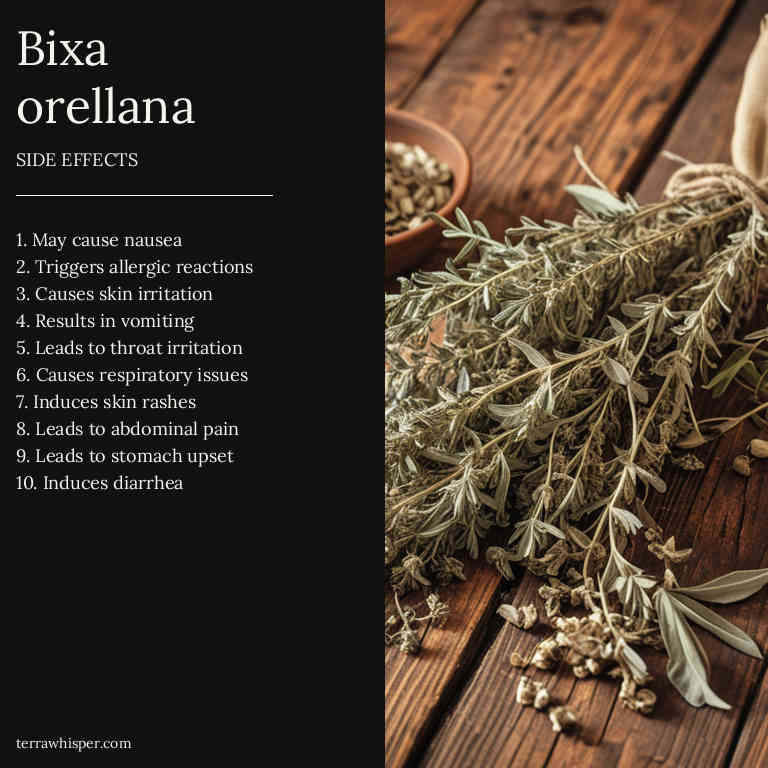 Bixa
orellana
SIDE EFFECTS
1. May cause nausea
2. Triggers allergic reactions
3. Causes skin irritation
4. Results in vomiting
5. Leads to throat irritation
6. Causes respiratory issues
7. Induces skin rashes
8. Leads to abdominal pain
9. Leads to stomach upset
10. Induces diarrhea
terrawhisper.com